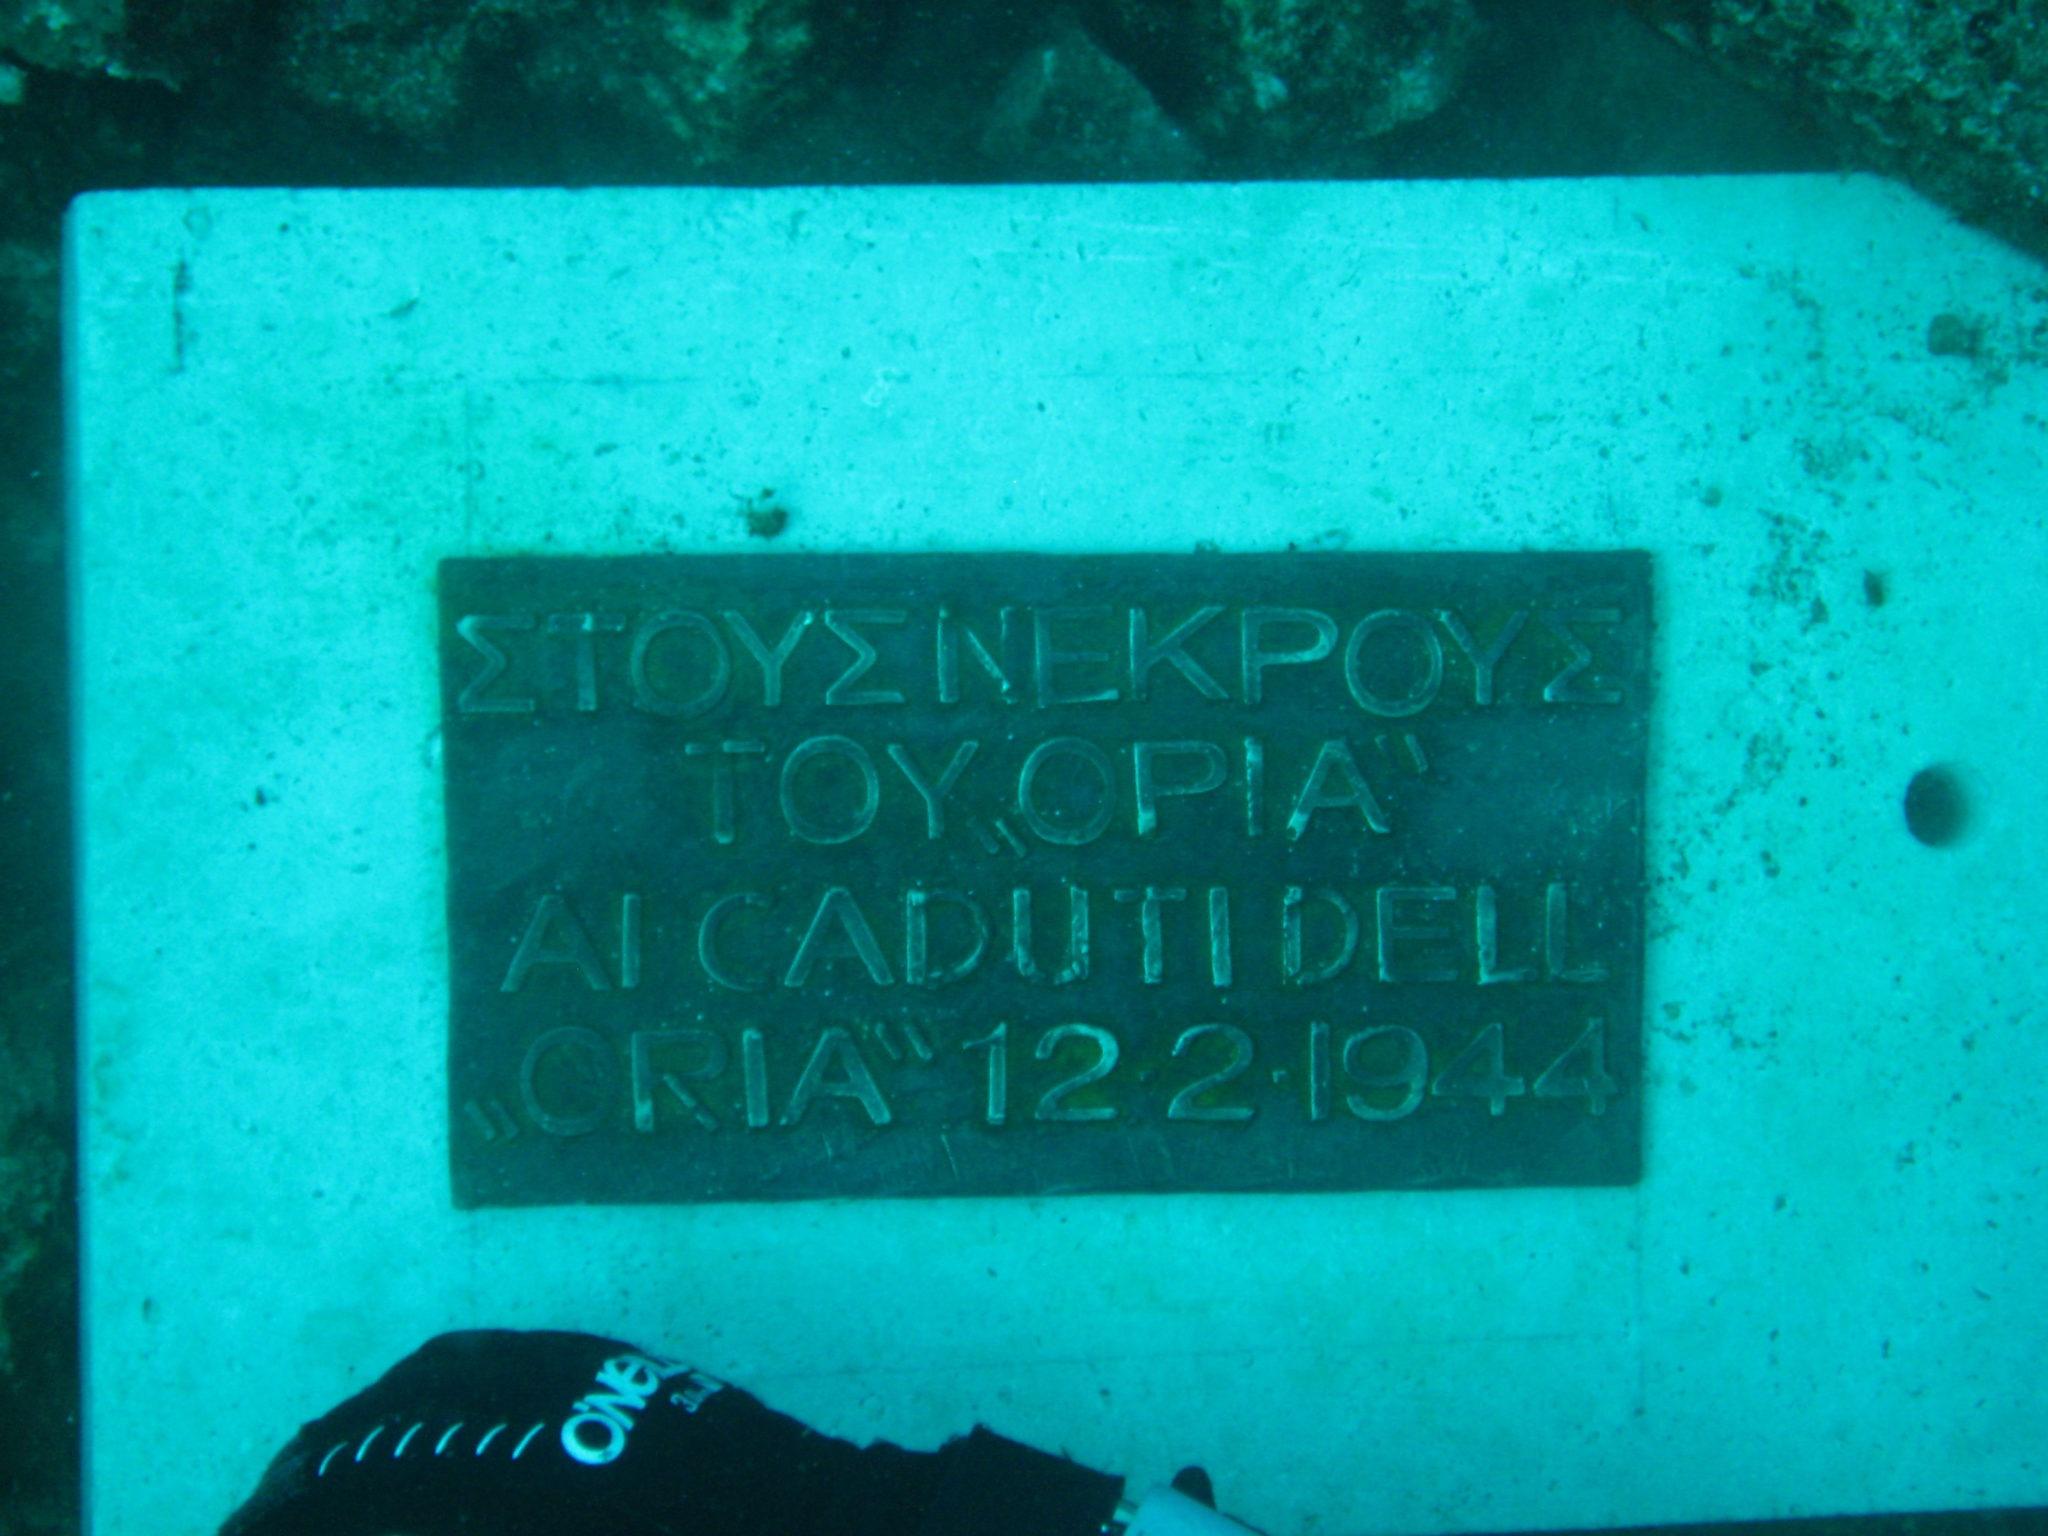 ΣΤΟΥΣ ΝΕΚΡΟΥΣ
ΤΟΥ „ΟΡΙΑ"
AI CADUTI DELL
„ORIA" 12·2·1944